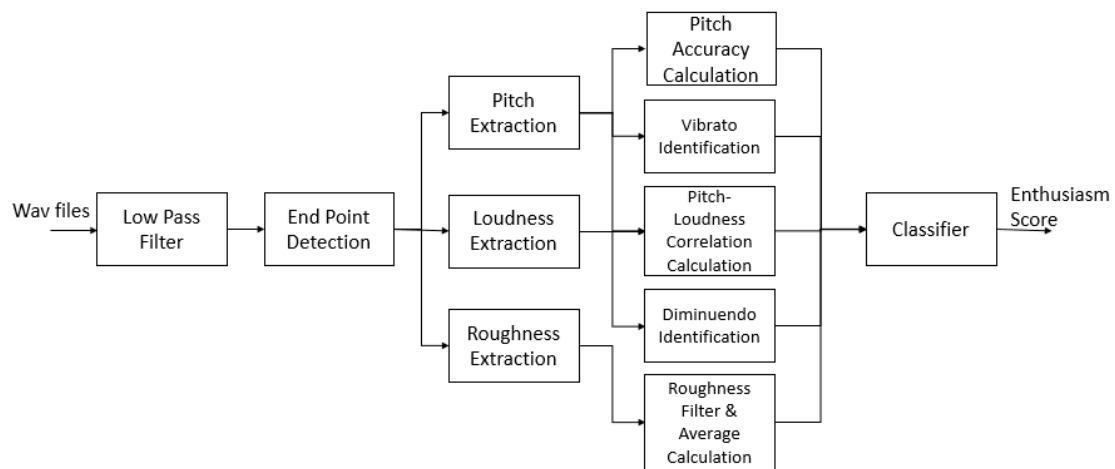 Wav files
Low Pass
Filter
End Point
Detection
Pitch
Extraction
Loudness
Extraction
Roughness
Extraction
Pitch
Accuracy
Calculation
Vibrato
Identification
Pitch-
Loudness
Correlation
Calculation
Diminuendo
Identification
Roughness
Filter &
Average
Calculation
Classifier
Enthusiasm
Score